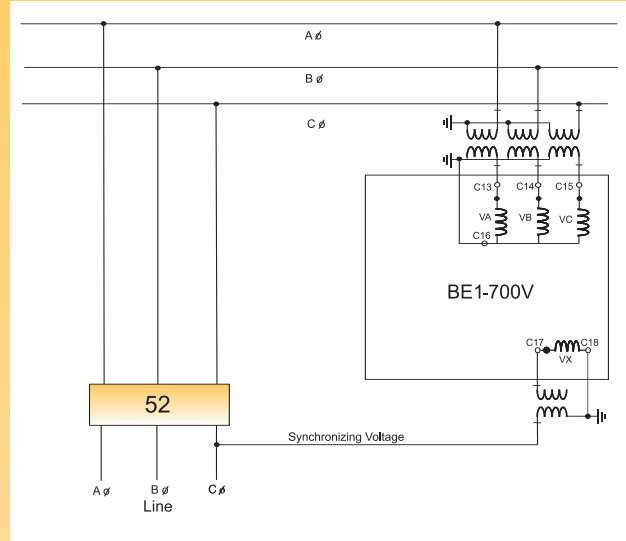 A ø
B ø
C ø
C13
C14
C15
VA
VB
VC
C16
BE1-700V
C17
C18
VX
52
Synchronizing Voltage
A ø
B ø
C ø
Line